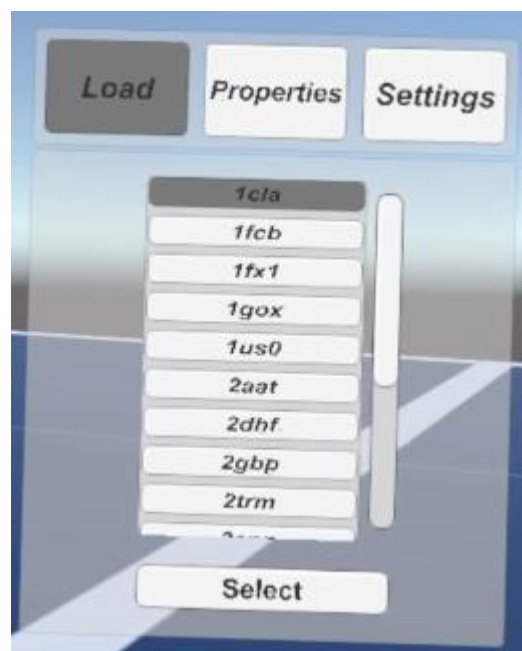 Load Properties Settings
1cla
1fcb
1fx1
1gox
1us0
2aat
2dhf
2gbp
2trm
Select